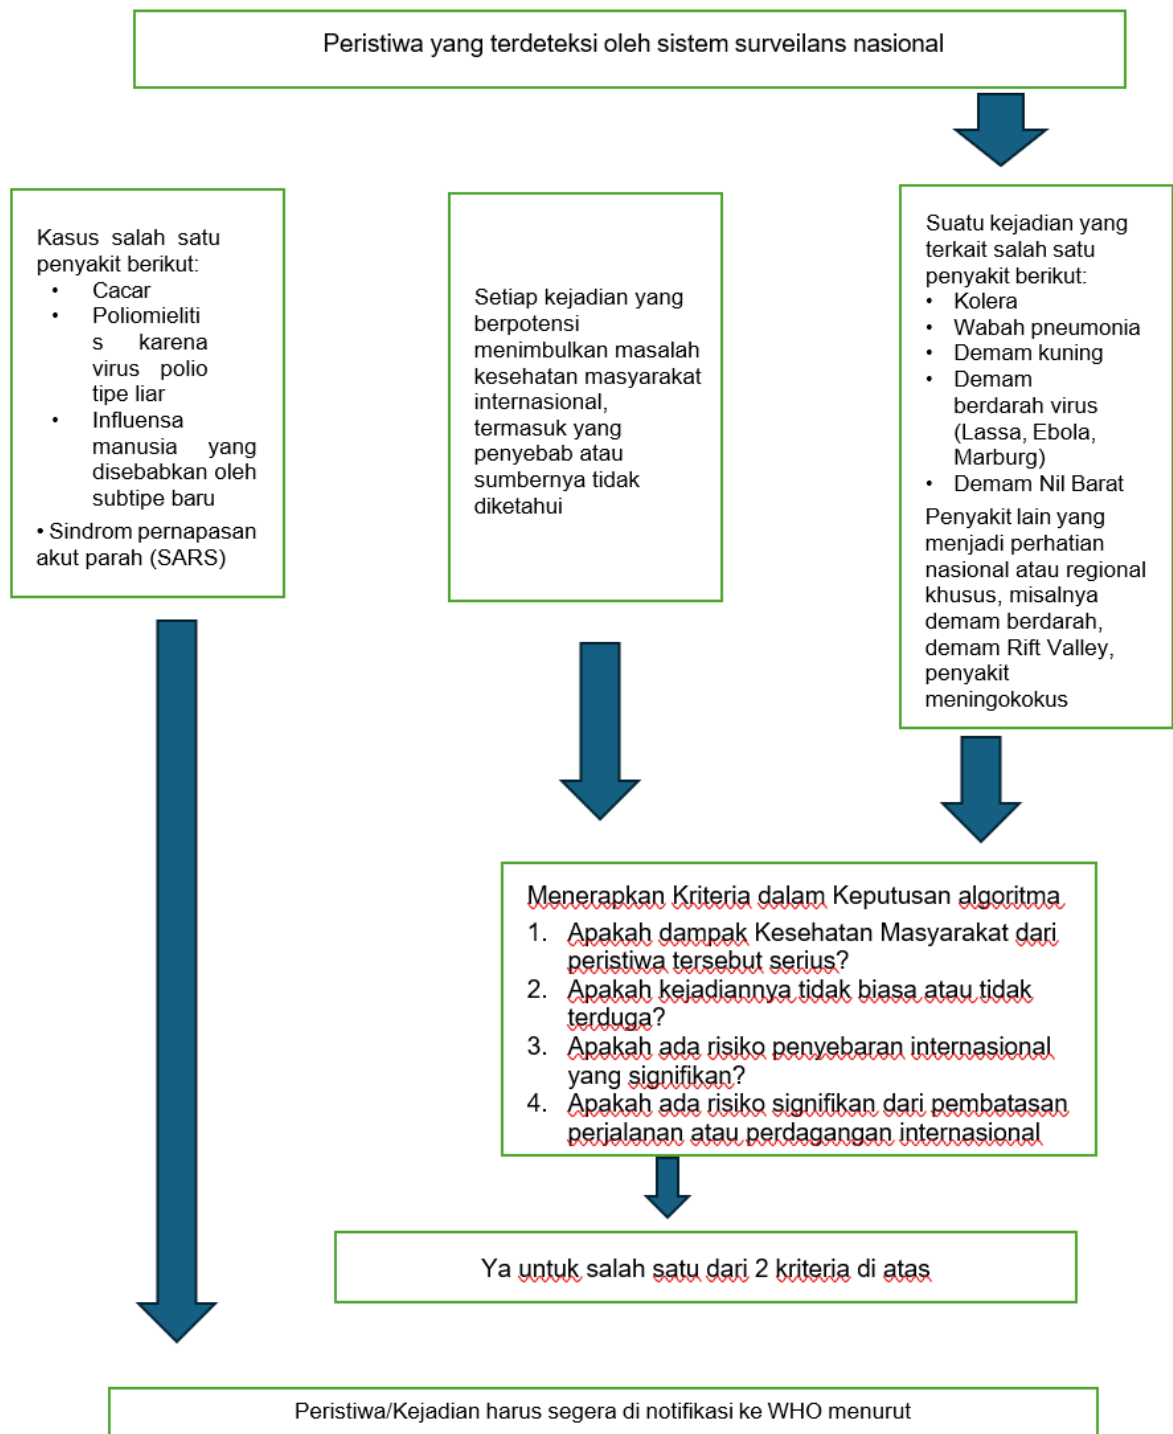 Peristiwa yang terdeteksi oleh sistem surveilans nasional
Kasus salah satu
penyakit berikut:
• Cacar
• Poliomieliti
s karena
virus polio
tipe liar
• Influensa
manusia yang
disebabkan oleh
subtipe baru
• Sindrom pernapasan
akut parah (SARS)
Setiap kejadian yang
berpotensi
menimbulkan masalah
kesehatan masyarakat
internasional,
termasuk yang
penyebab atau
sumbernya tidak
diketahui
Suatu kejadian yang
terkait salah satu
penyakit berikut:
• Kolera
• Wabah pneumonia
• Demam kuning
• Demam
berdarah virus
(Lassa, Ebola,
Marburg)
• Demam Nil Barat
Penyakit lain yang
menjadi perhatian
nasional atau regional
khusus, misalnya
demam berdarah,
demam Rift Valley,
penyakit
meningokokus
Menerapkan Kriteria dalam Keputusan algoritma
1. Apakah dampak Kesehatan Masyarakat dari
peristiwa tersebut serius?
2. Apakah kejadiannya tidak biasa atau tidak
terduga?
3. Apakah ada risiko penyebaran internasional
yang signifikan?
4. Apakah ada risiko signifikan dari pembatasan
perjalanan atau perdagangan internasional
Ya untuk salah satu dari 2 kriteria di atas
Peristiwa/Kejadian harus segera di notifikasi ke WHO menurut